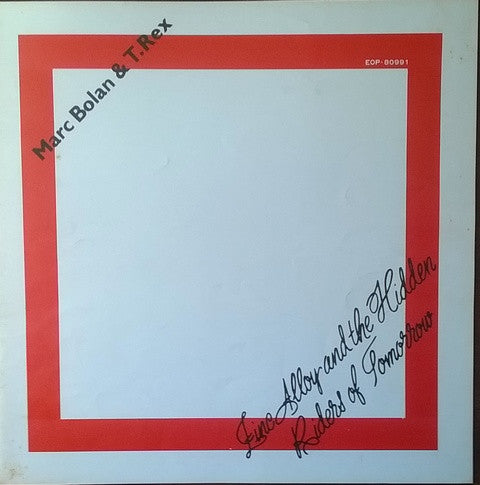 Marc Bolan & T.Rex
EOP-80991
Zinc Alloy and the Hidden
Riders of Tomorrow